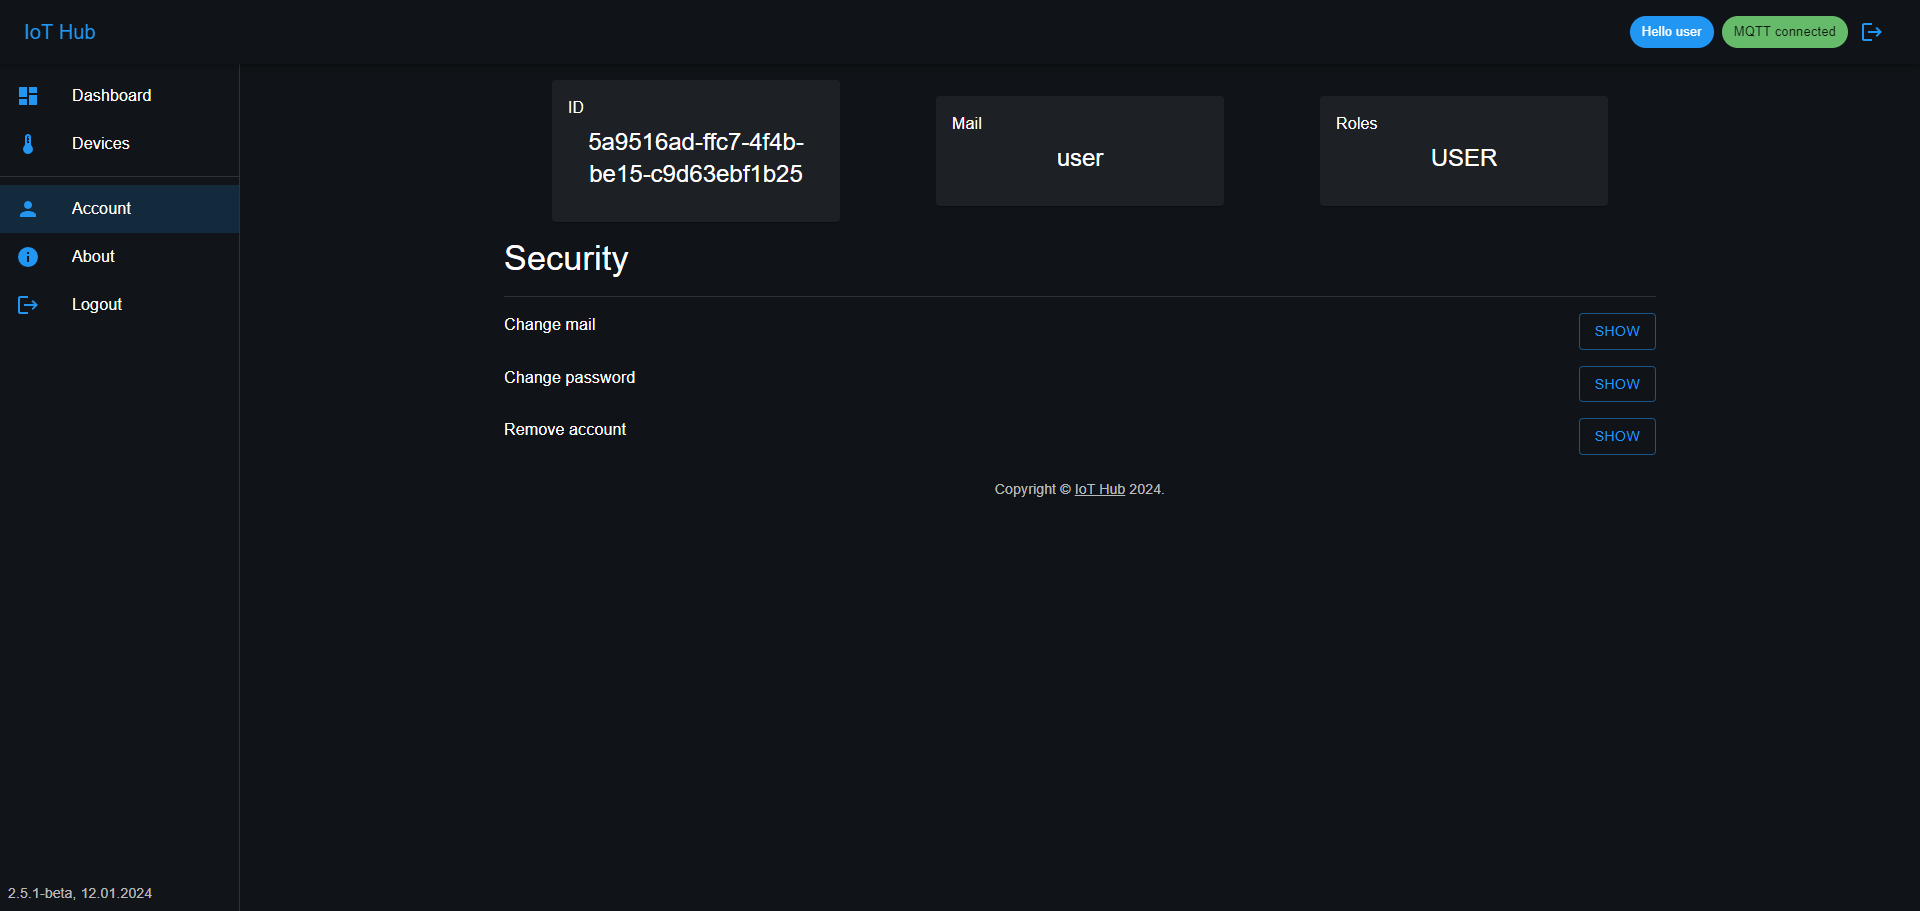 IoT Hub
Hello user
MQTT connected
Dashboard
Devices
Account
About
Logout
2.5.1-beta, 12.01.2024
ID
5a9516ad-ffc7-4f4b-
be15-c9d63ebf1b25
Mail
user
Roles
USER
Security
Change mail
SHOW
Change password
SHOW
Remove account
SHOW
Copyright © IoT Hub 2024.